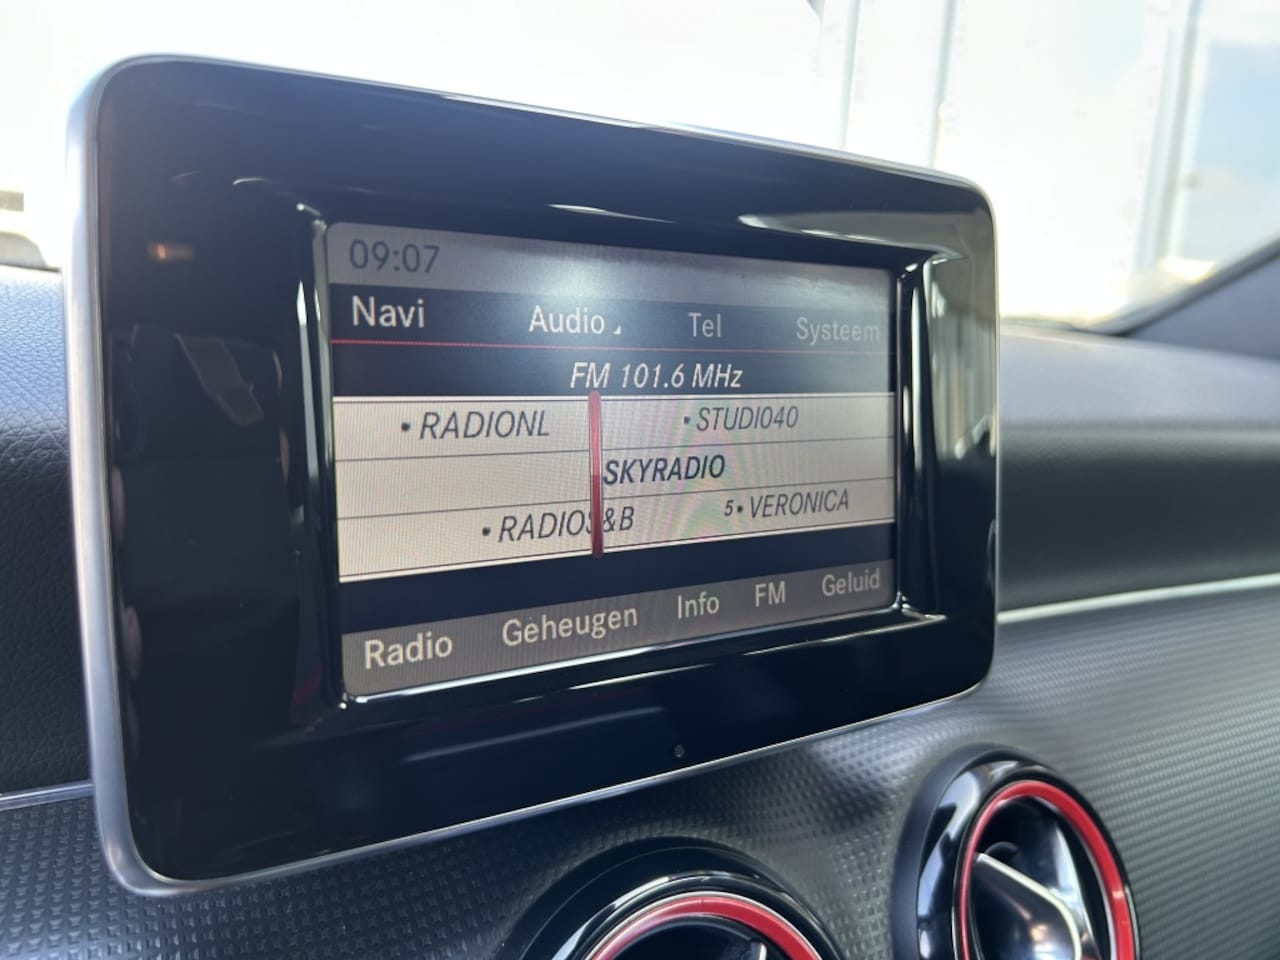 09:07
Navi Audio Tel Systeem
FM 101.6 MHz
• RADIONL • STUDIO40
SKYRADIO
• RADIOS&B 5• VERONICA
Radio Geheugen Info FM Geluid